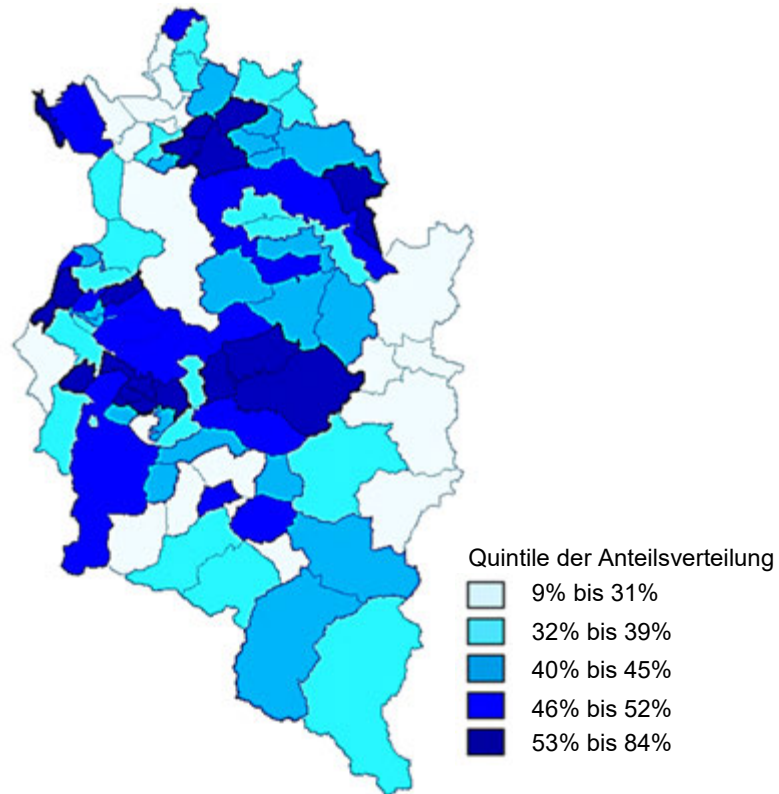 Quintile der Anteilsverteilung
9% bis 31%
32% bis 39%
40% bis 45%
46% bis 52%
53% bis 84%